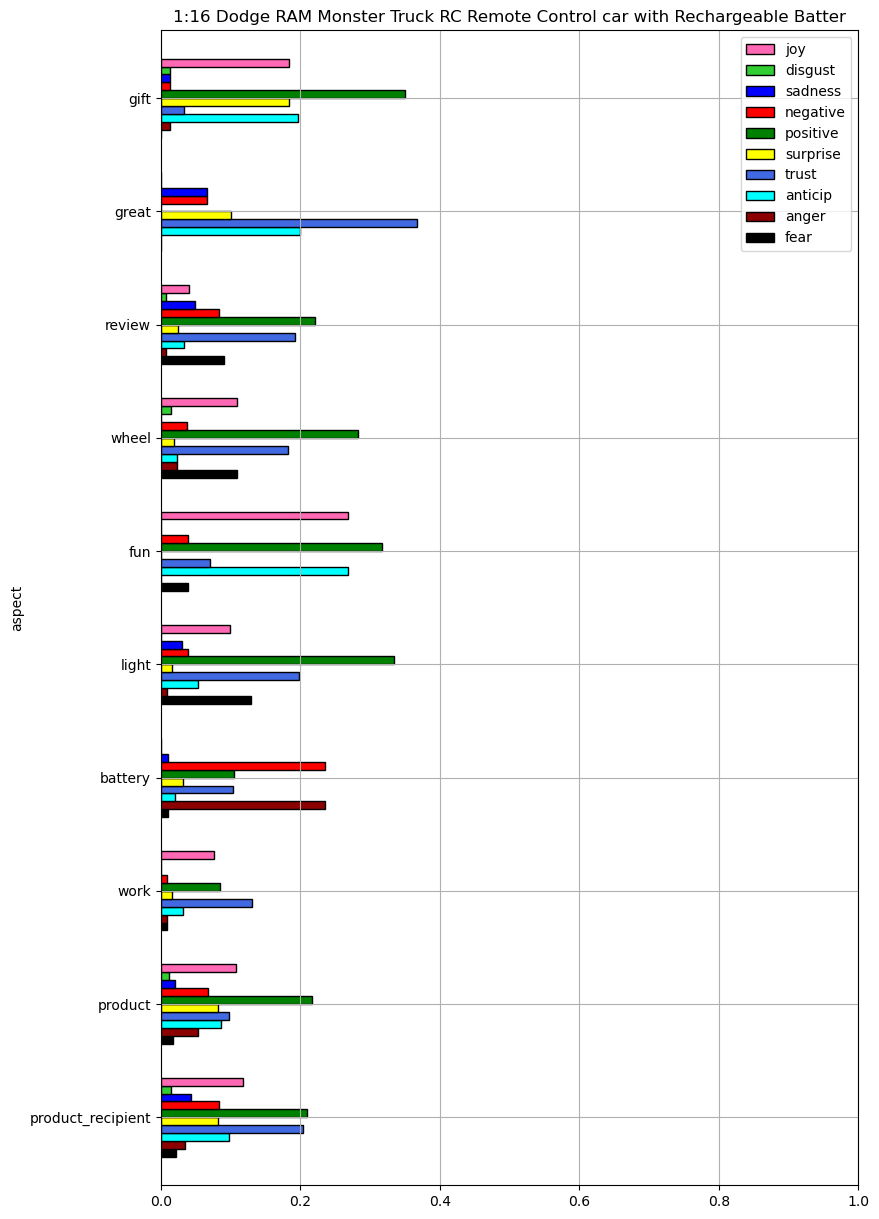 1:16 Dodge RAM Monster Truck RC Remote Control car with Rechargeable Batter
joy
disgust
sadness
negative
positive
surprise
trust
anticip
anger
fear
gift
great
review
wheel
fun
light
battery
work
product
product_recipient
aspect
0.0 0.2 0.4 0.6 0.8 1.0